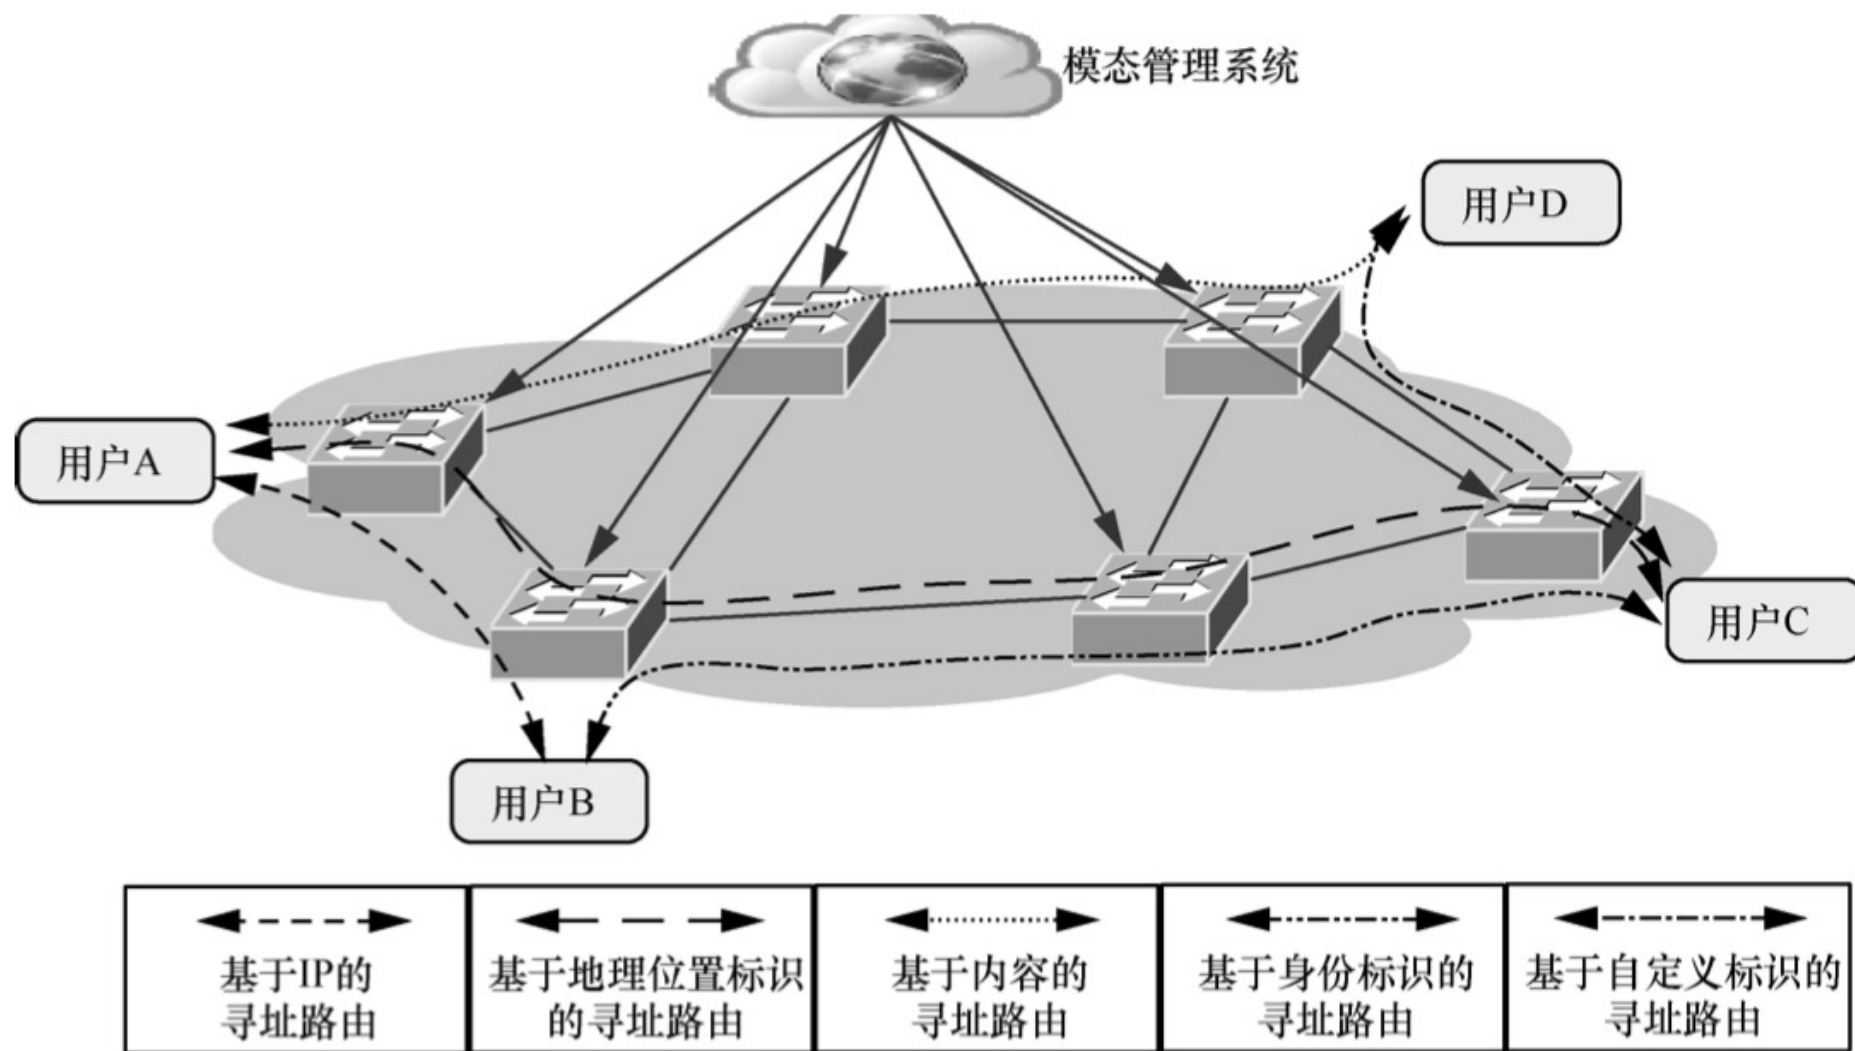 模态管理系统
用户D
用户A
用户C
用户B
基于IP的
寻址路由
基于地理位置标识
的寻址路由
基于内容的
寻址路由
基于身份标识的
寻址路由
基于自定义标识的
寻址路由